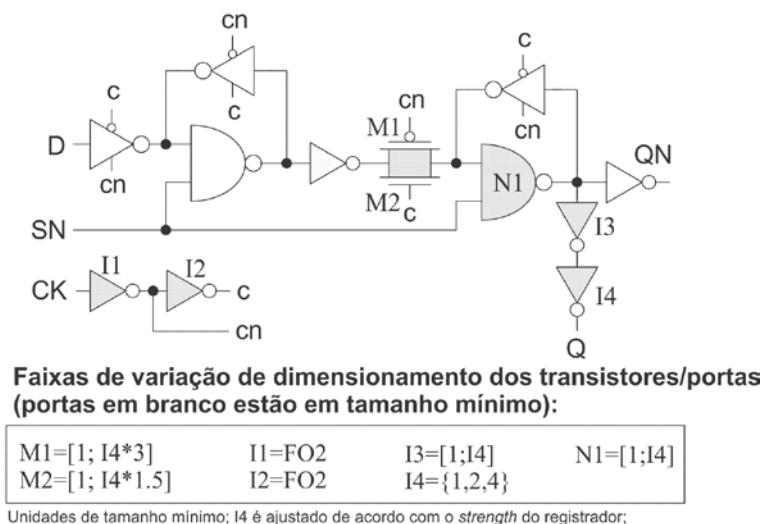 cn
c
c
cn
D
cn
c
M1
N1
QN
cn
M2
c
I3
SN
I1
I2
CK
c
I4
cn
Q
Faixas de variação de dimensionamento dos transistores/portas
(portas em branco estão em tamanho mínimo):
M1=[1; I4*3] I1=FO2 I3=[1;I4] N1=[1;I4]
M2=[1; I4*1.5] I2=FO2 I4={1,2,4}
Unidades de tamanho mínimo; I4 é ajustado de acordo com o strength do registrador;